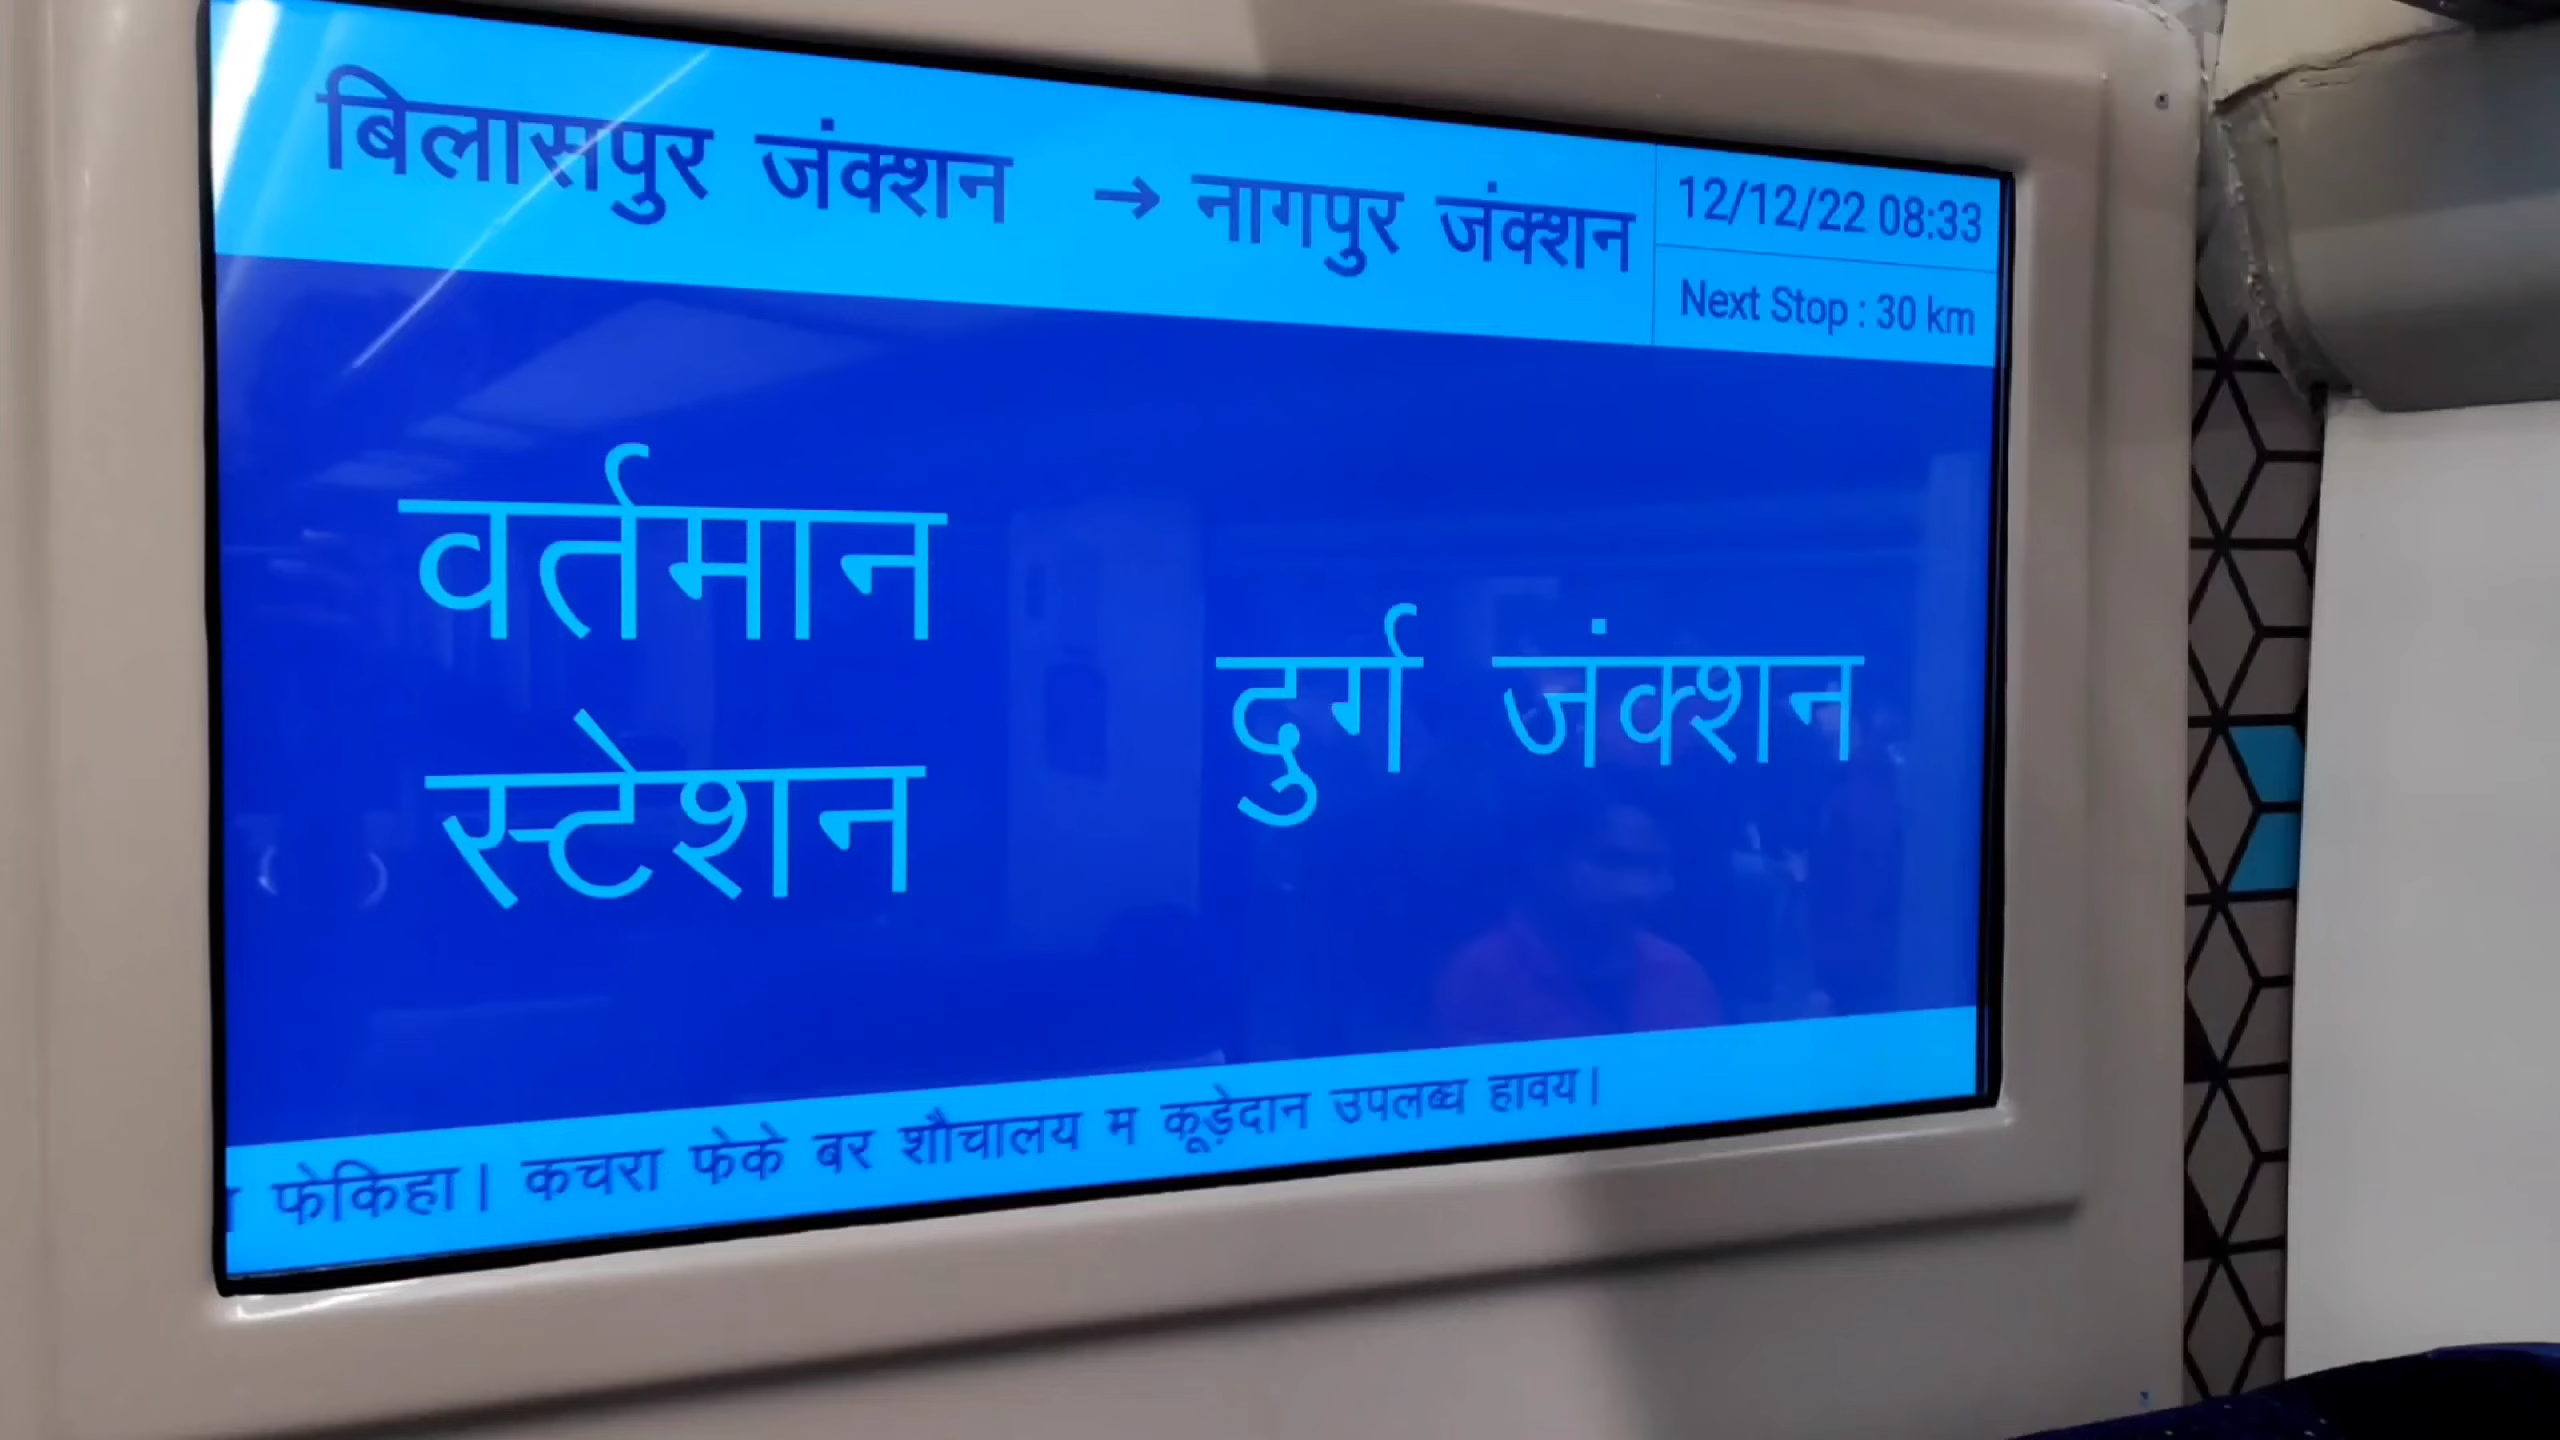 बिलासपुर जंक्शन → नागपुर जंक्शन
12/12/22 08:33
Next Stop : 30 km
वर्तमान
स्टेशन
दुर्ग जंक्शन
फेकिहा। कचरा फेके बर शौचालय म कूड़ेदान उपलब्ध हावय।